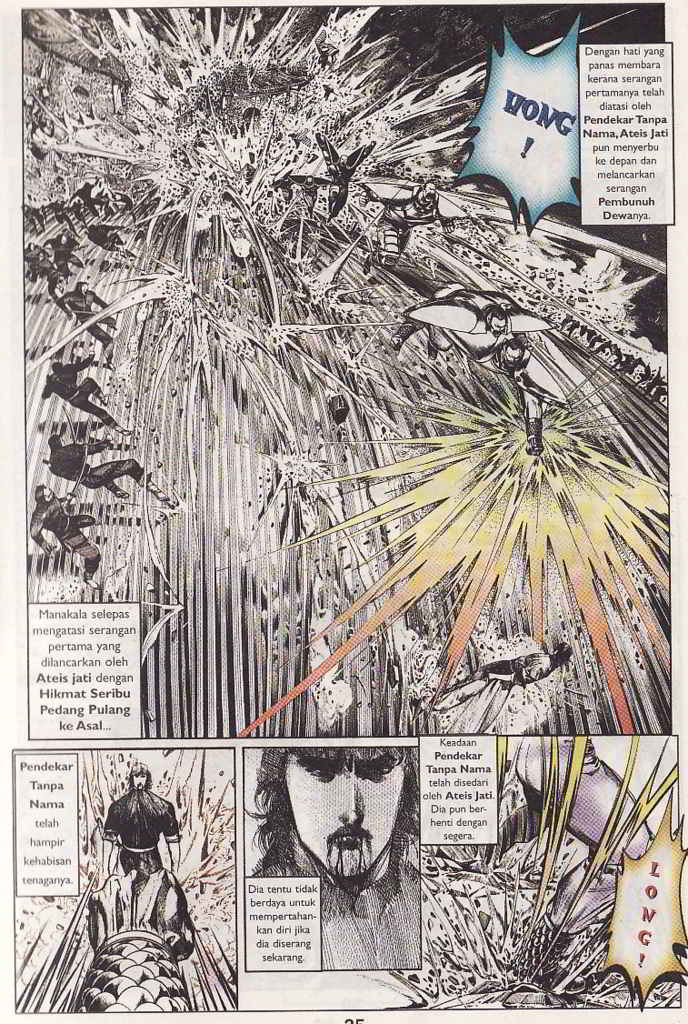 Dengan hati yang
panas membara
kerana serangan
pertamanya telah
diatasi oleh
Pendekar Tanpa
Nama, Ateis Jati
pun menyerbu
ke depan dan
melancarkan
serangan
Pembunuh
Dewanya.
HONG
!
Manakala selepas
mengatasi serangan
pertama yang
dilancarkan oleh
Ateis jati dengan
Hikmat Seribu
Pedang Pulang
ke Asal...
Pendekar
Tanpa
Nama
telah
hampir
kehabisan
tenaganya.
Dia tentu tidak
berdaya untuk
mempertahan-
kan diri jika
dia diserang
sekarang.
Keadaan
Pendekar
Tanpa Nama
telah disedari
oleh Ateis Jati.
Dia pun ber-
henti dengan
segera.
LONG!